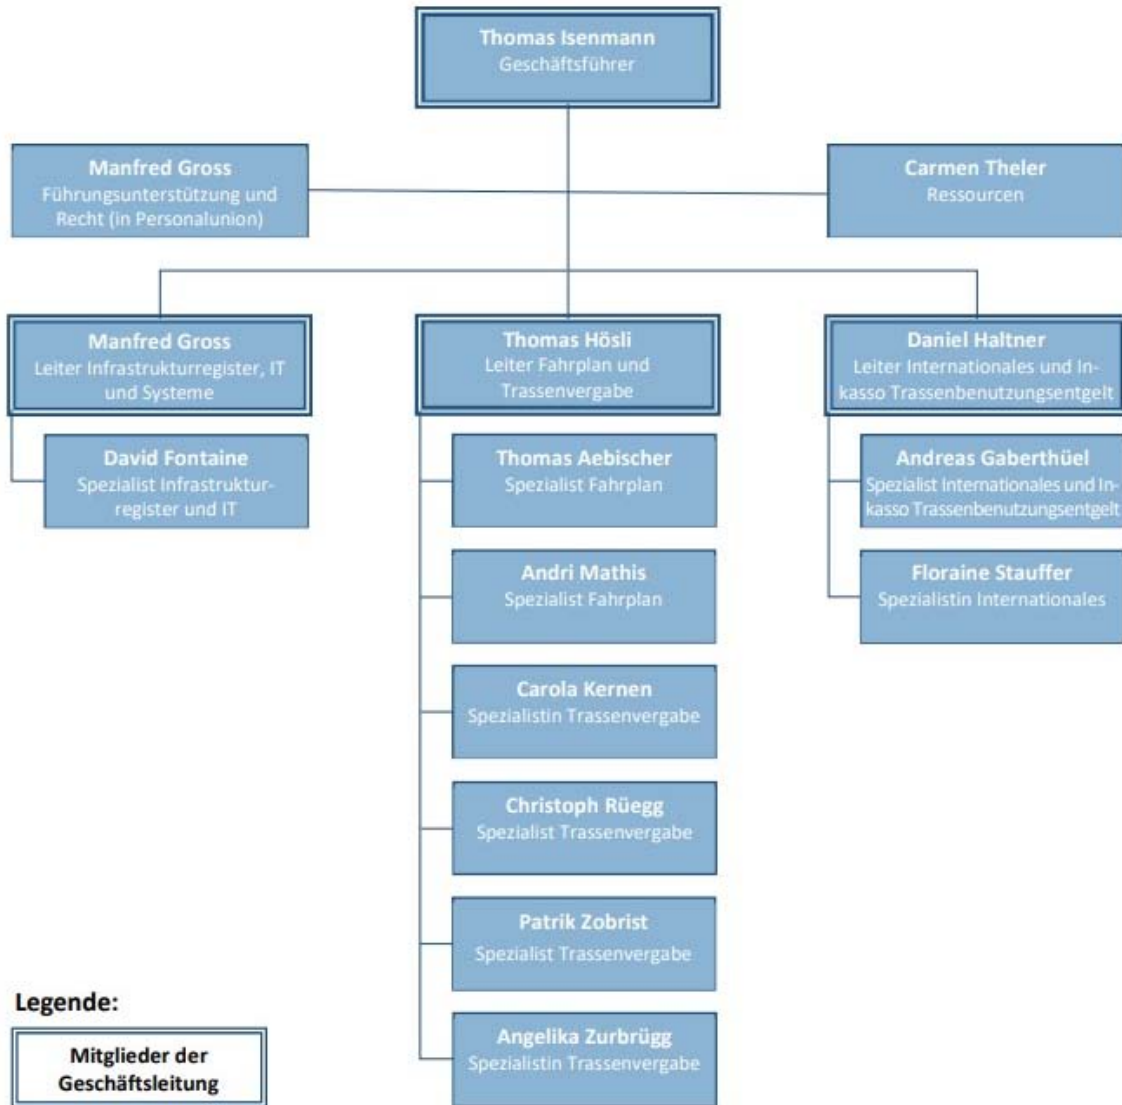 Thomas Isenmann
Geschäftsführer
Manfred Gross
Führungsunterstützung und
Recht (in Personalunion)
Carmen Theler
Ressourcen
Manfred Gross
Leiter Infrastrukturregister, IT
und Systeme
Thomas Hösli
Leiter Fahrplan und
Trassenvergabe
Daniel Haltner
Leiter Internationales und In-
kasso Trassenbenutzungsentgelt
David Fontaine
Spezialist Infrastruktur-
register und IT
Thomas Aebischer
Spezialist Fahrplan
Andri Mathis
Spezialist Fahrplan
Carola Kernen
Spezialistin Trassenvergabe
Christoph Rüegg
Spezialist Trassenvergabe
Patrik Zobrist
Spezialist Trassenvergabe
Angelika Zurbrügg
Spezialistin Trassenvergabe
Andreas Gaberthüel
Spezialist Internationales und In-
kasso Trassenbenutzungsentgelt
Floraine Stauffer
Spezialistin Internationales
Legende:
Mitglieder der
Geschäftsleitung